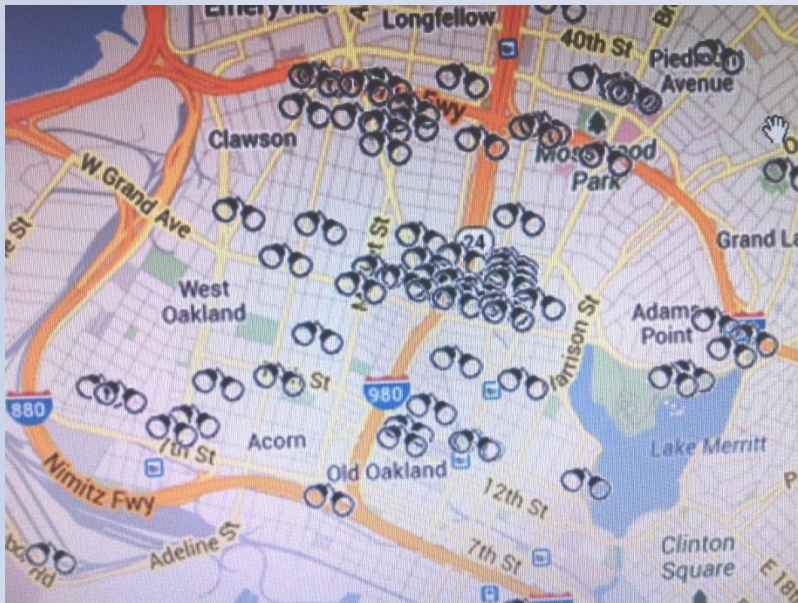 Emeryville
Longfellow
40th St
Piedmont
Avenue
Fwy
Clawson
Park
W Grand Ave
24
Grand La
West
Oakland
Adams
Point
Harrison St
St
980
880
Acorn
7th St
Lake Merritt
Old Oakland
Nimitz Fwy
12th St
Adeline St
7th St
Clinton
Square
E 18th